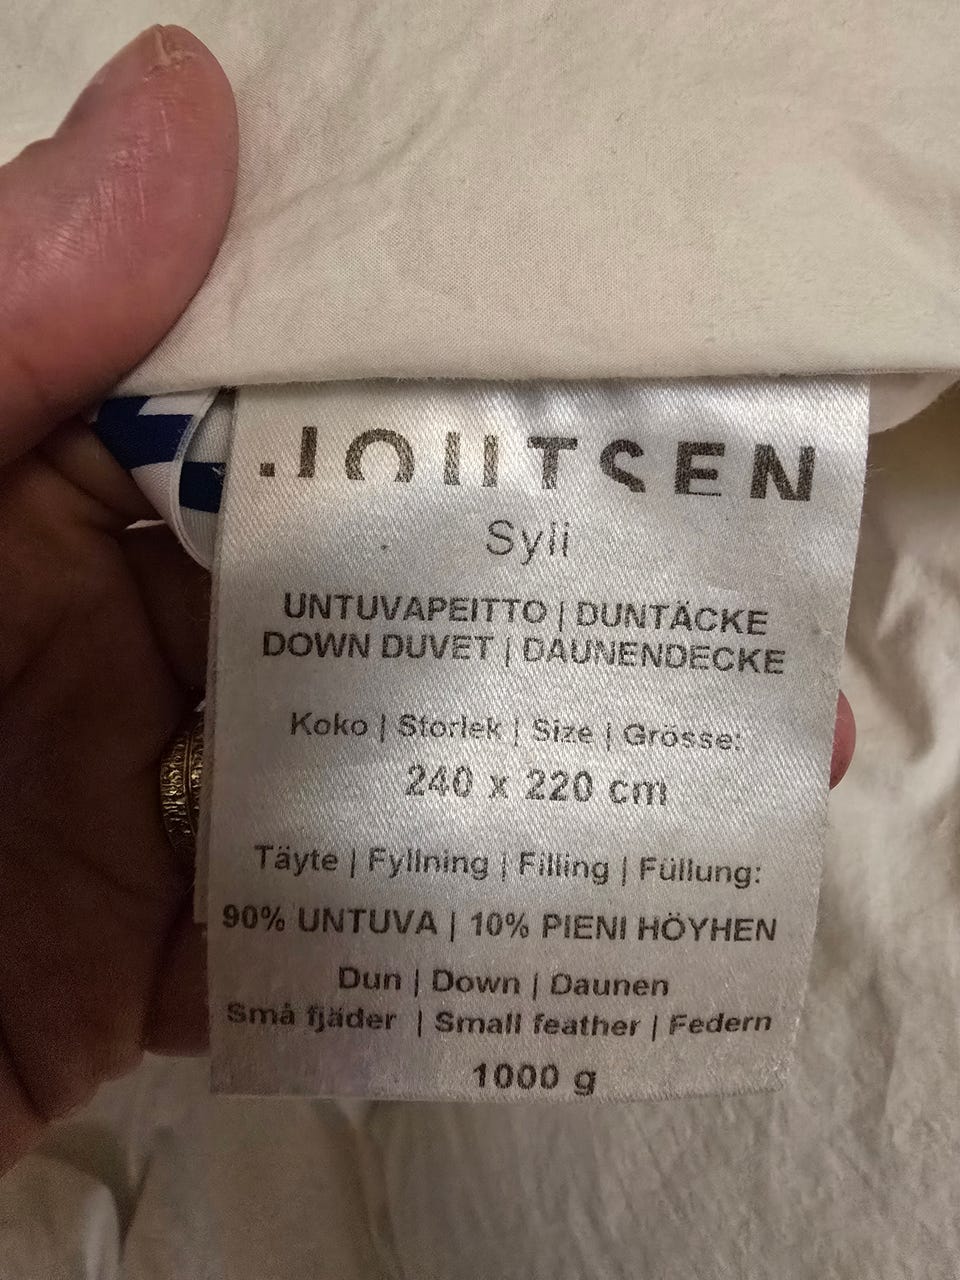 JOUTSEN
Syli
UNTUVAPEITTO | DUNTÄCKE
DOWN DUVET | DAUNENDECKE
Koko | Storlek | Size | Grösse:
240 x 220 cm
Täyte | Fyllning | Filling | Füllung:
90% UNTUVA | 10% PIENI HÖYHEN
Dun | Down | Daunen
Små fjäder | Small feather | Federn
1000 g